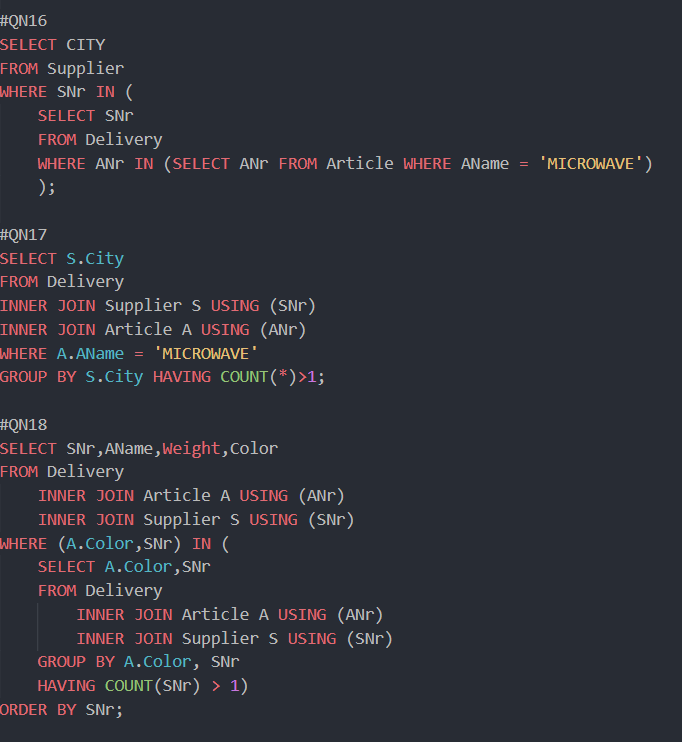 #QN16
SELECT CITY
FROM Supplier
WHERE SNr IN (
    SELECT SNr
    FROM Delivery
    WHERE ANr IN (SELECT ANr FROM Article WHERE AName = 'MICROWAVE')
    );

#QN17
SELECT S.City
FROM Delivery
INNER JOIN Supplier S USING (SNr)
INNER JOIN Article A USING (ANr)
WHERE A.AName = 'MICROWAVE'
GROUP BY S.City HAVING COUNT(*)>1;

#QN18
SELECT SNr,AName,Weight,Color
FROM Delivery
    INNER JOIN Article A USING (ANr)
    INNER JOIN Supplier S USING (SNr)
WHERE (A.Color,SNr) IN (
    SELECT A.Color,SNr
    FROM Delivery
        INNER JOIN Article A USING (ANr)
        INNER JOIN Supplier S USING (SNr)
    GROUP BY A.Color, SNr
    HAVING COUNT(SNr) > 1)
ORDER BY SNr;